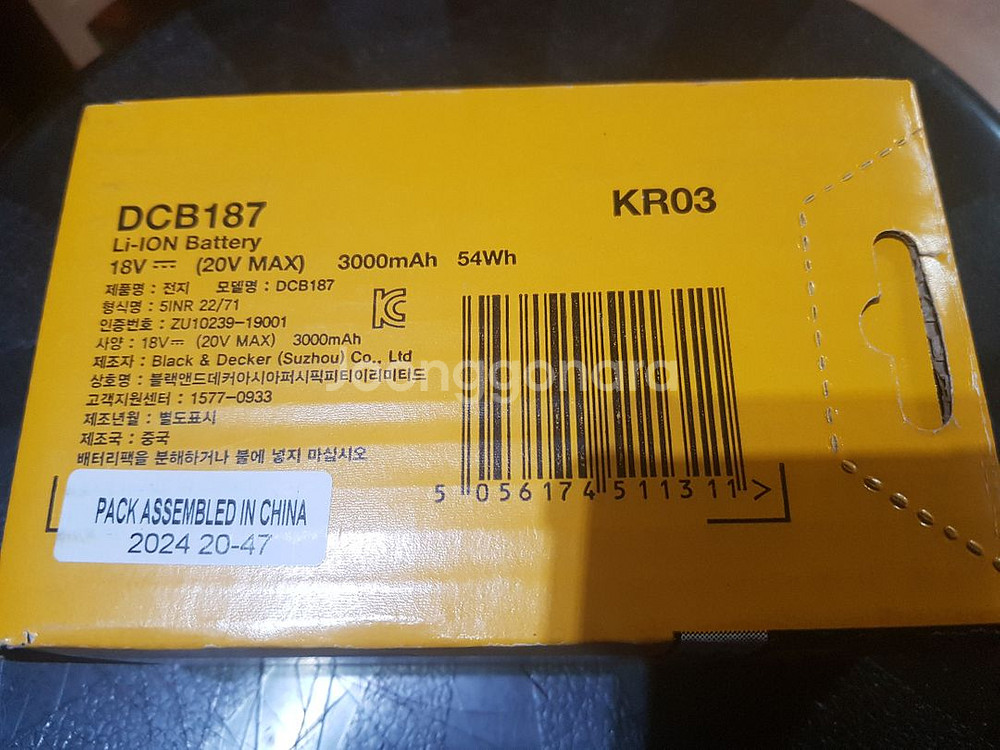 DCB187
KR03
Li-ION Battery
18V ⎓ (20V MAX) 3000mAh 54Wh
제품명 : 전지 모델명 : DCB187
형식명 : 5INR 22/71
인증번호 : ZU10239-19001
사양 : 18V⎓ (20V MAX) 3000mAh
제조자 : Black & Decker (Suzhou) Co., Ltd
상호명 : 블랙앤드데커아시아퍼시픽피티이리미티드
고객지원센터 : 1577-0933
제조년월 : 별도표시
제조국 : 중국
배터리팩을 분해하거나 불에 넣지 마십시오
5 056174 511311 >
PACK ASSEMBLED IN CHINA
2024 20-47
Joonggonara